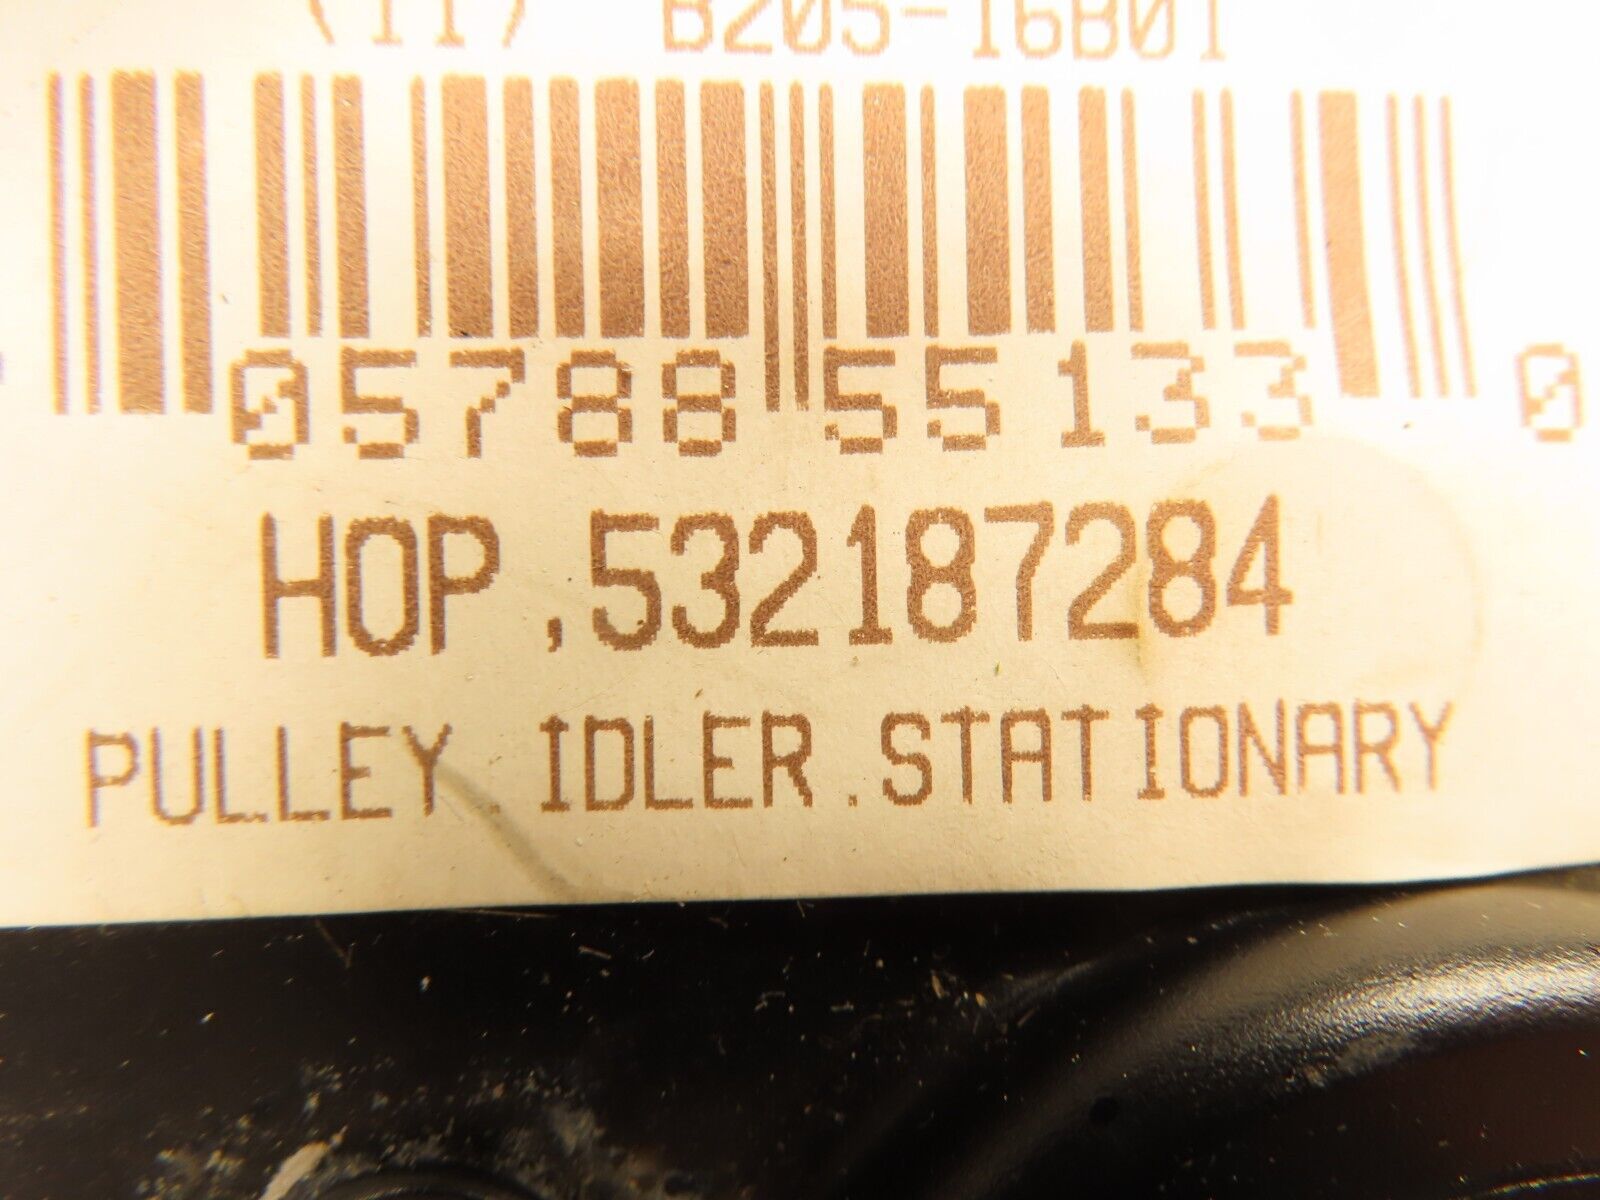 (11) B205-16B01
05788 55133 0
HOP ,532187284
PULLEY. IDLER .STATIONARY